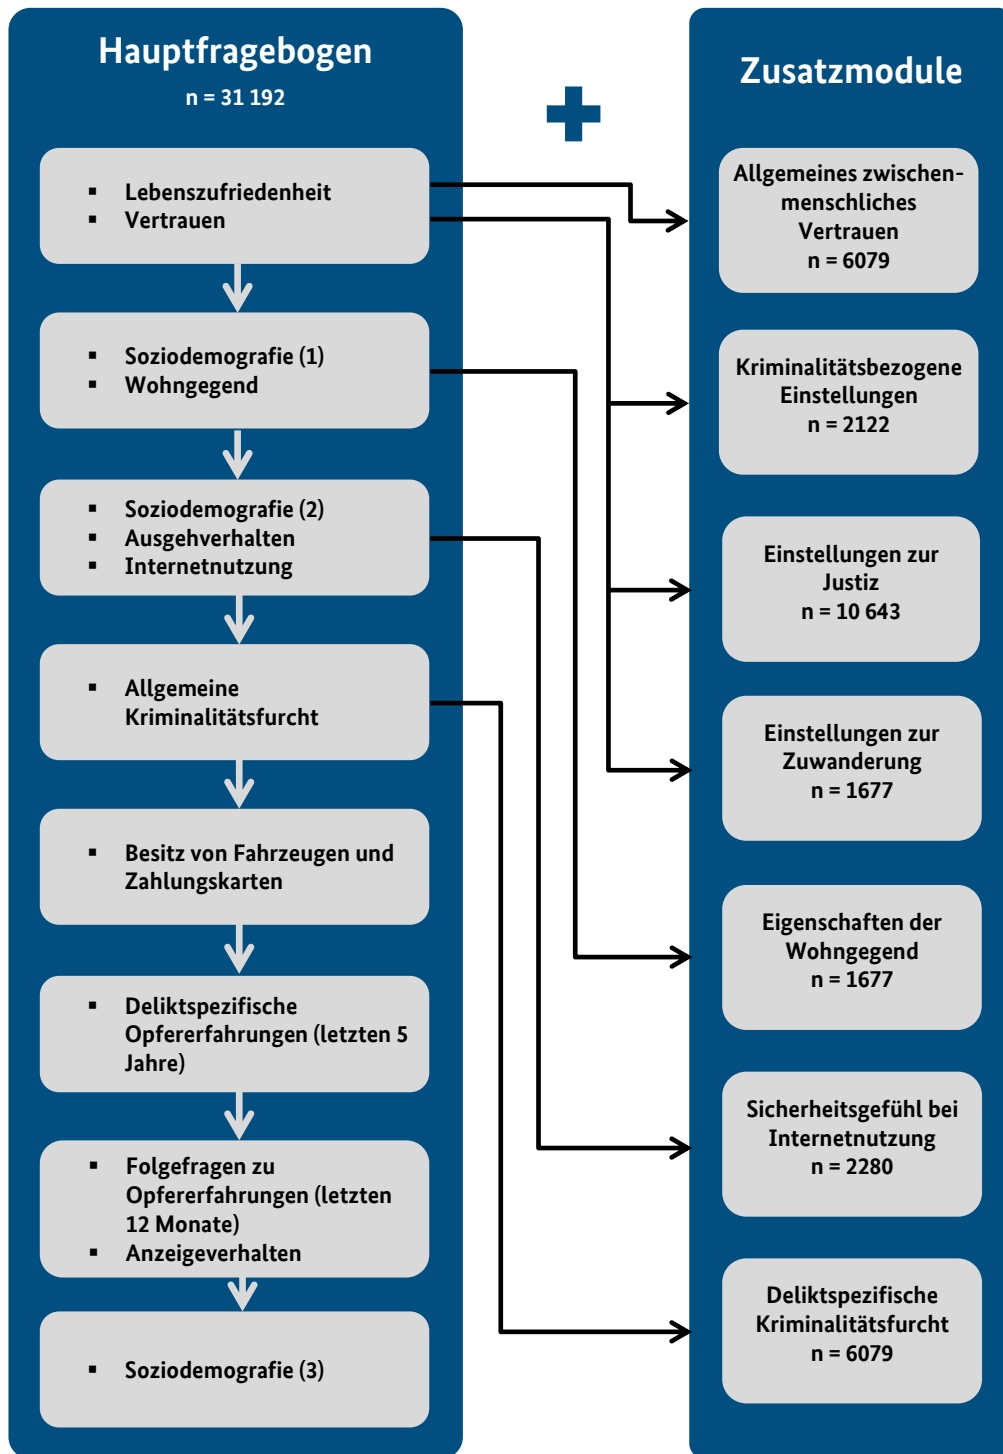 Hauptfragebogen
n = 31 192
▪ Lebenszufriedenheit
▪ Vertrauen
▪ Soziodemografie (1)
▪ Wohngegend
▪ Soziodemografie (2)
▪ Ausgehverhalten
▪ Internetnutzung
▪ Allgemeine
Kriminalitätsfurcht
▪ Besitz von Fahrzeugen und
Zahlungskarten
▪ Deliktspezifische
Opfererfahrungen (letzten 5
Jahre)
▪ Folgefragen zu
Opfererfahrungen (letzten
12 Monate)
▪ Anzeigeverhalten
▪ Soziodemografie (3)
Zusatzmodule
Allgemeines zwischen-
menschliches
Vertrauen
n = 6079
Kriminalitätsbezogene
Einstellungen
n = 2122
Einstellungen zur
Justiz
n = 10 643
Einstellungen zur
Zuwanderung
n = 1677
Eigenschaften der
Wohngegend
n = 1677
Sicherheitsgefühl bei
Internetnutzung
n = 2280
Deliktspezifische
Kriminalitätsfurcht
n = 6079